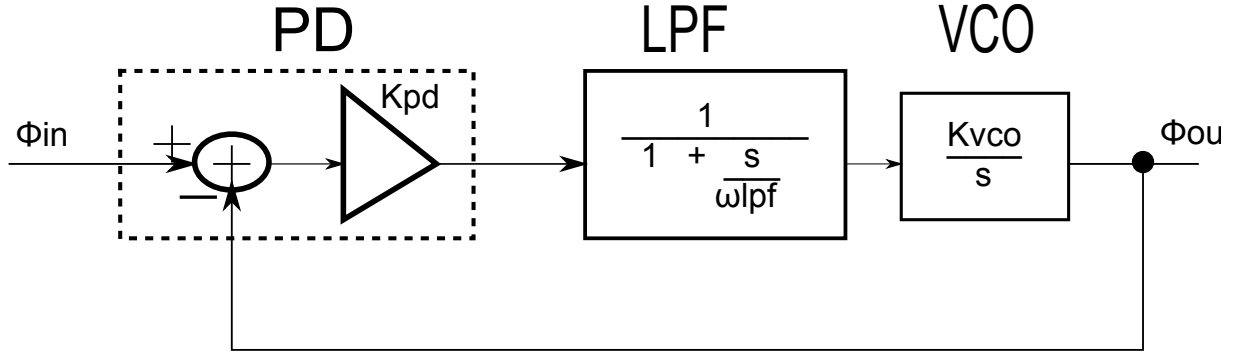 PD
LPF
VCO
Kpd
Φin
+
−
+
1
1 + s
ωlpf
Kvco
s
Φou